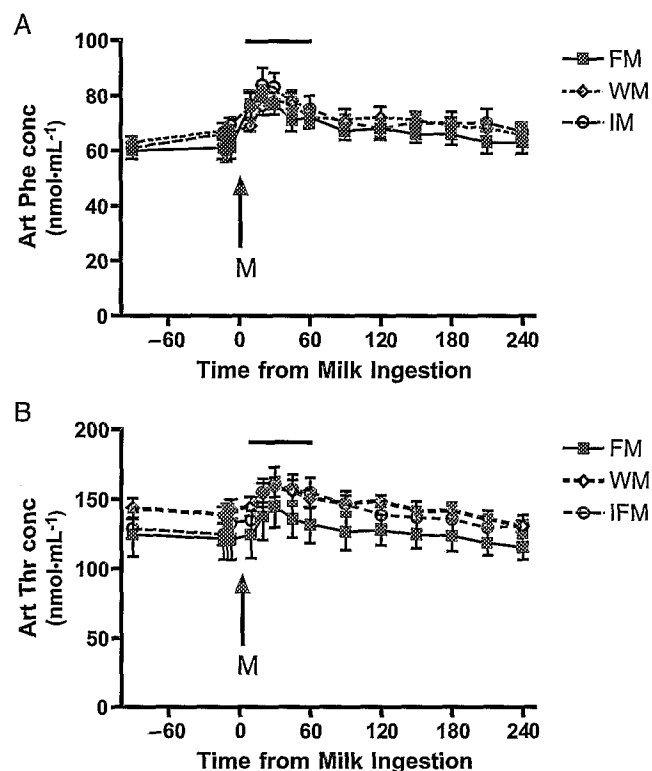 A
100
80
60
40
20
0
Art Phe conc
(nmol·mL⁻¹)
M
–60 0 60 120 180 240
Time from Milk Ingestion
FM
WM
IM
B
200
150
100
50
0
Art Thr conc
(nmol·mL⁻¹)
M
–60 0 60 120 180 240
Time from Milk Ingestion
FM
WM
IFM